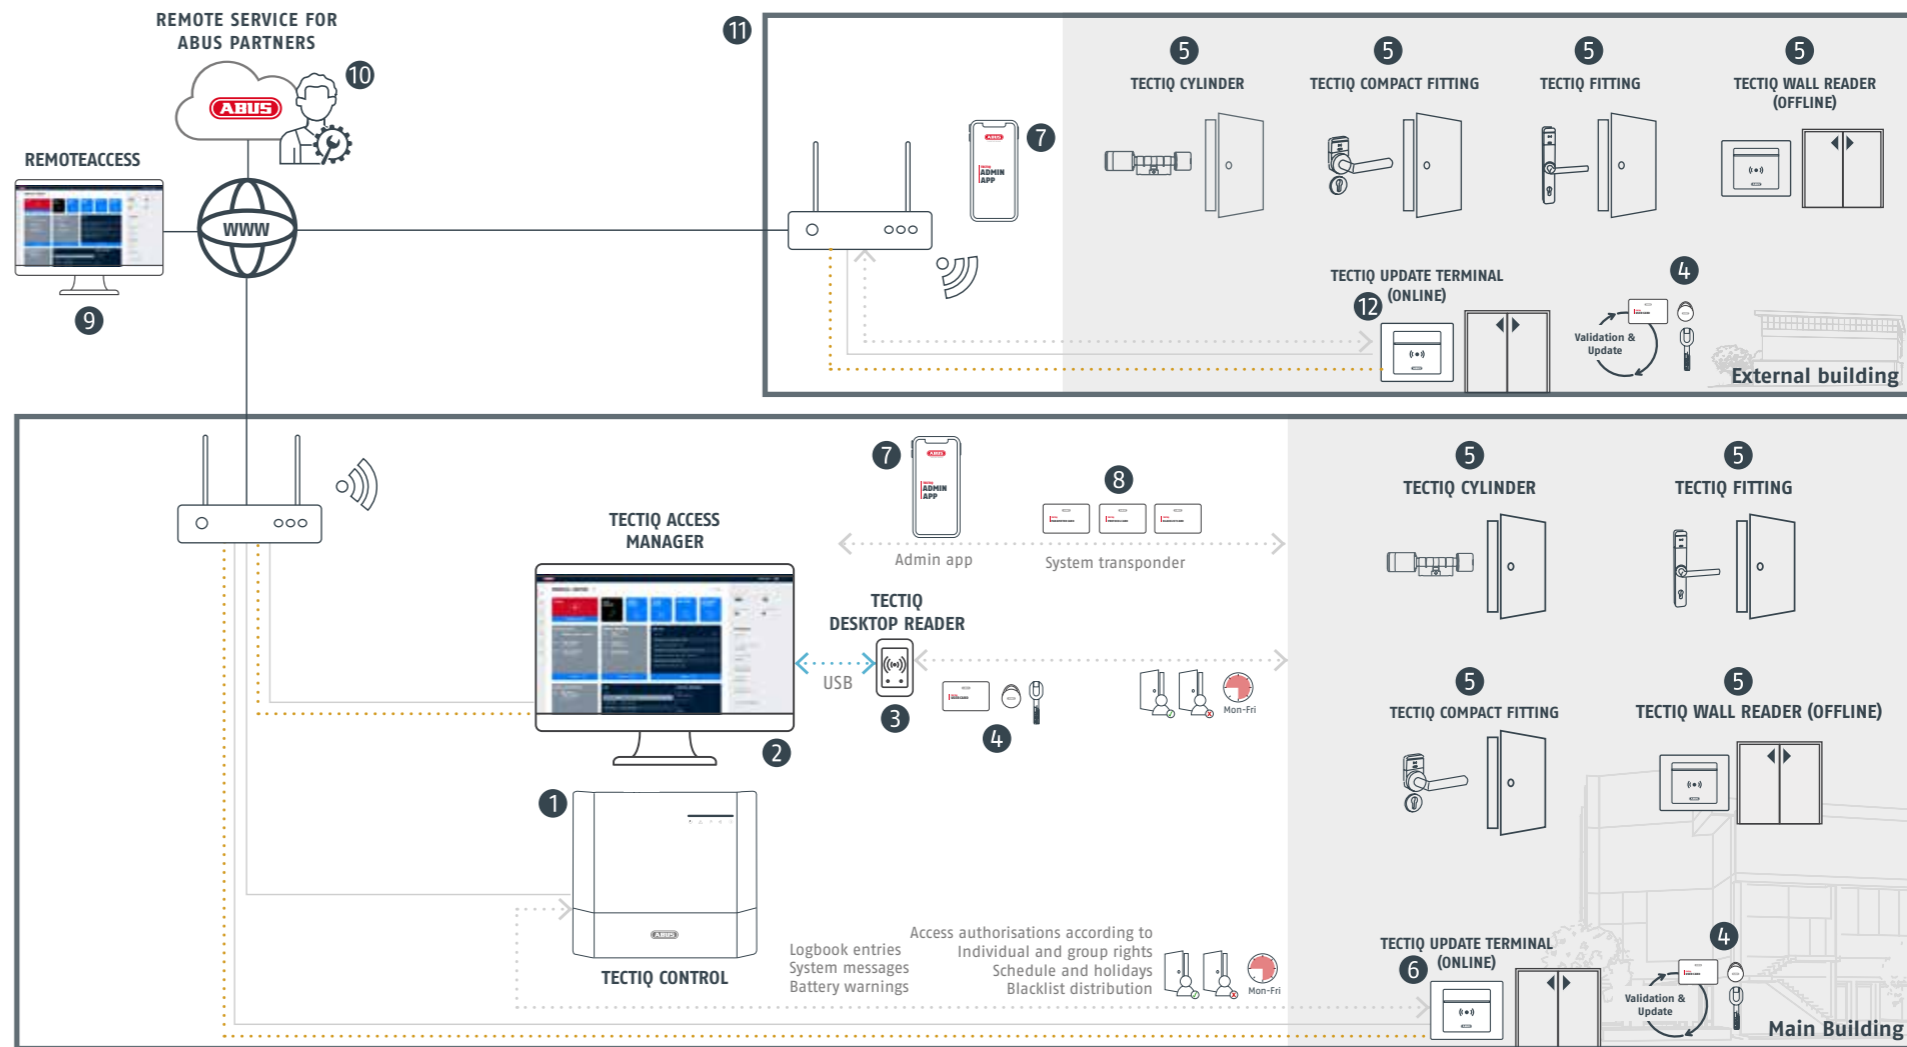 REMOTE SERVICE FOR
ABUS PARTNERS
10
ABUS
REMOTEACCESS
WWW
9
11
ABUS
7
ADMIN
APP
5
TECTIQ CYLINDER
5
TECTIQ COMPACT FITTING
5
TECTIQ FITTING
5
TECTIQ WALL READER
(OFFLINE)
TECTIQ UPDATE TERMINAL
(ONLINE)
12
4
Validation &
Update
External building
7
ABUS
ADMIN
APP
8
Admin app
System transponder
TECTIQ ACCESS
MANAGER
2
TECTIQ
DESKTOP READER
USB
3
4
Mon-Fri
1
ABUS
TECTIQ CONTROL
Logbook entries
System messages
Battery warnings
Access authorisations according to
Individual and group rights
Schedule and holidays
Blacklist distribution
Mon-Fri
5
TECTIQ CYLINDER
5
TECTIQ FITTING
5
TECTIQ COMPACT FITTING
5
TECTIQ WALL READER (OFFLINE)
TECTIQ UPDATE TERMINAL
(ONLINE)
6
4
Validation &
Update
Main Building